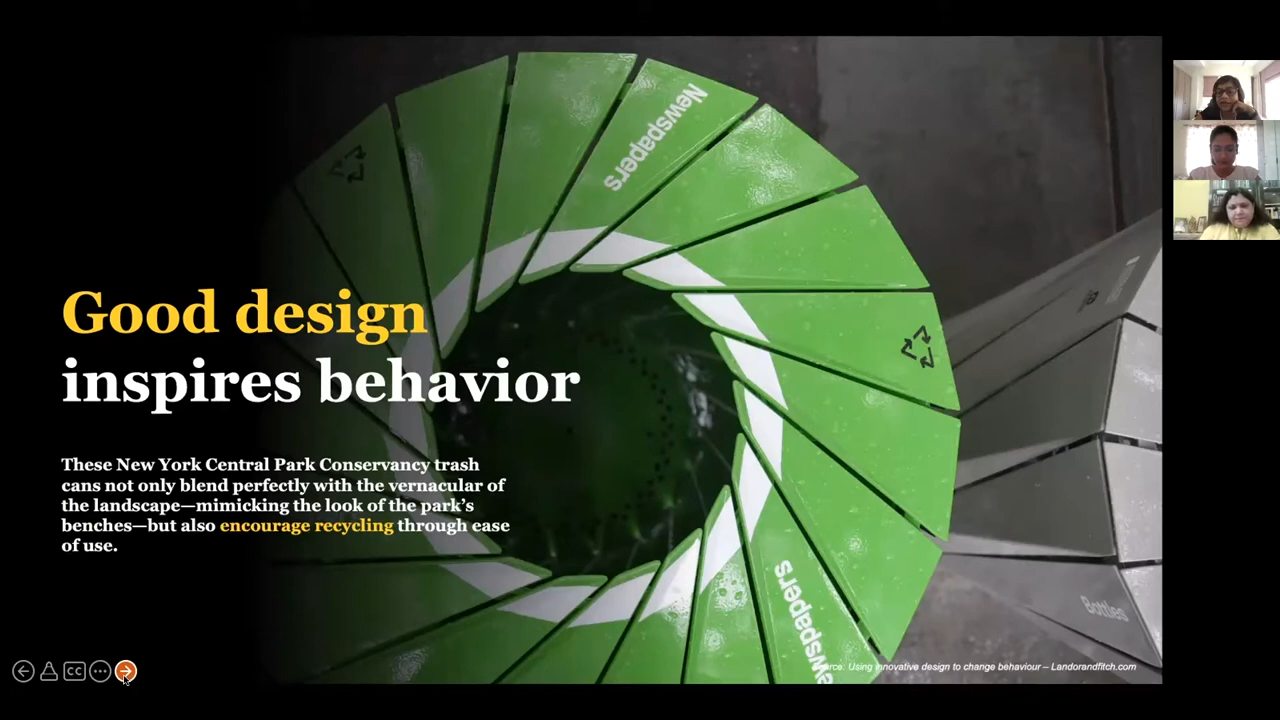 Newspapers
Good design
inspires behavior
These New York Central Park Conservancy trash
cans not only blend perfectly with the vernacular of
the landscape—mimicking the look of the park's
benches—but also encourage recycling through ease
of use.
Newspapers
Bottles
Source: Using innovative design to change behaviour – Landorandfitch.com
CC